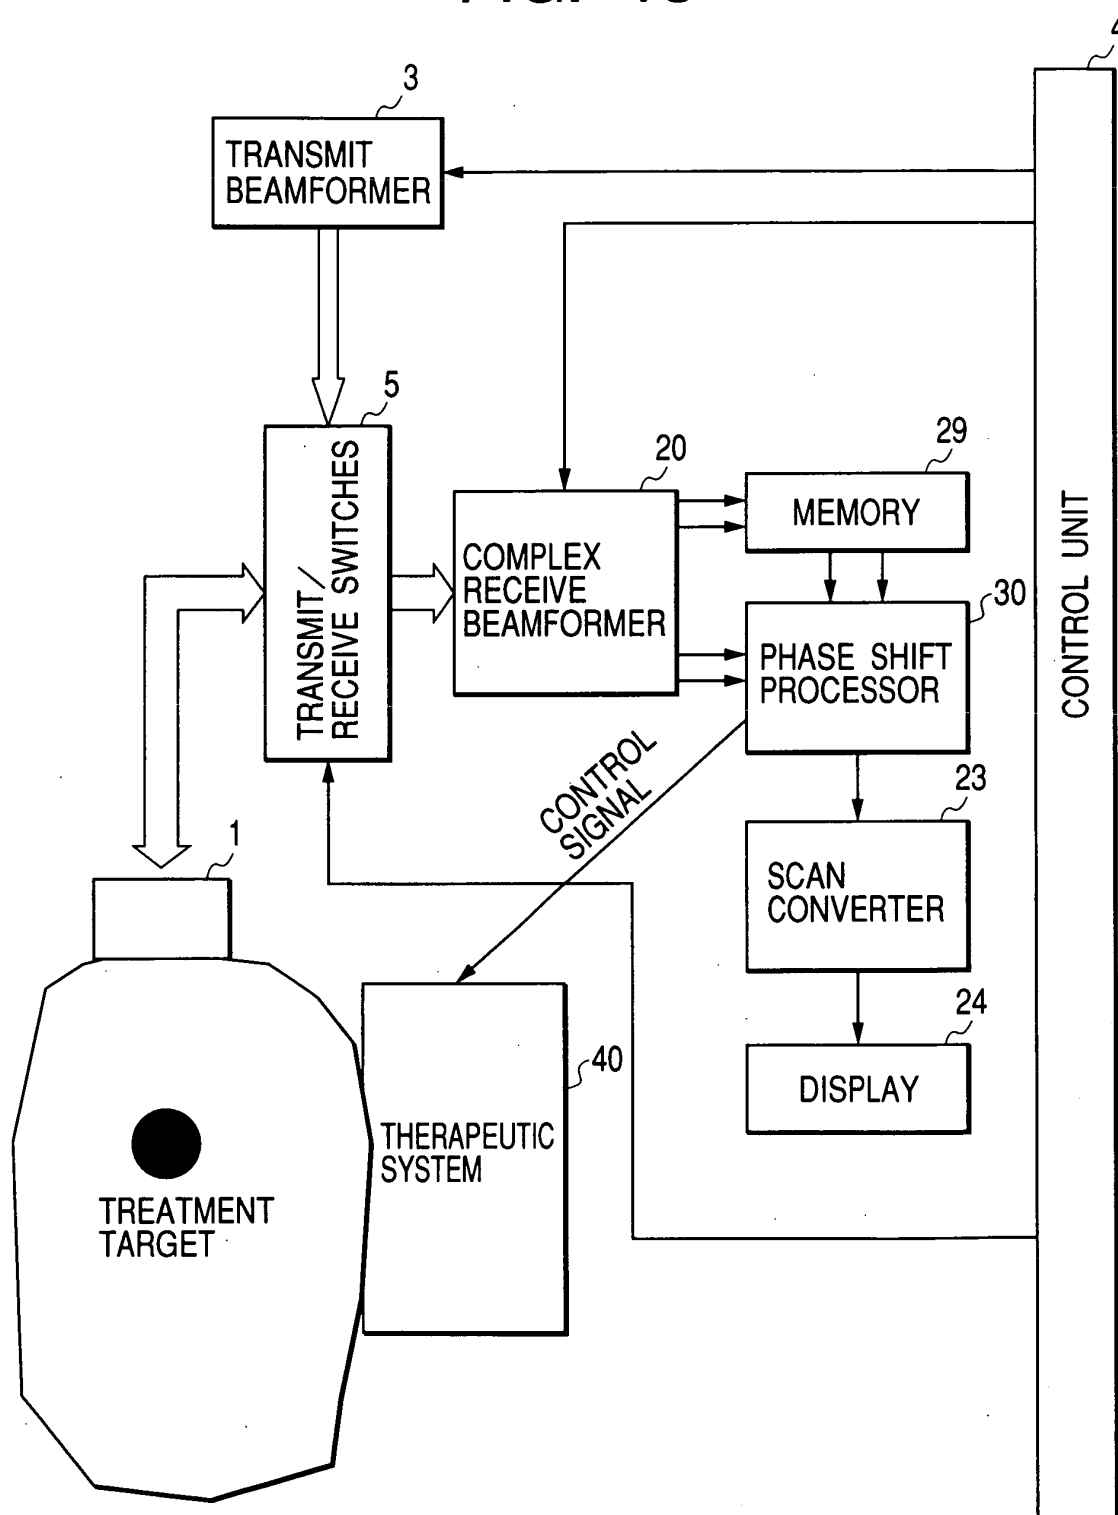 3
TRANSMIT
BEAMFORMER
5
TRANSMIT/
RECEIVE SWITCHES
20
COMPLEX
RECEIVE
BEAMFORMER
29
MEMORY
30
PHASE SHIFT
PROCESSOR
CONTROL UNIT
CONTROL
SIGNAL
23
SCAN
CONVERTER
1
24
DISPLAY
40
THERAPEUTIC
SYSTEM
TREATMENT
TARGET